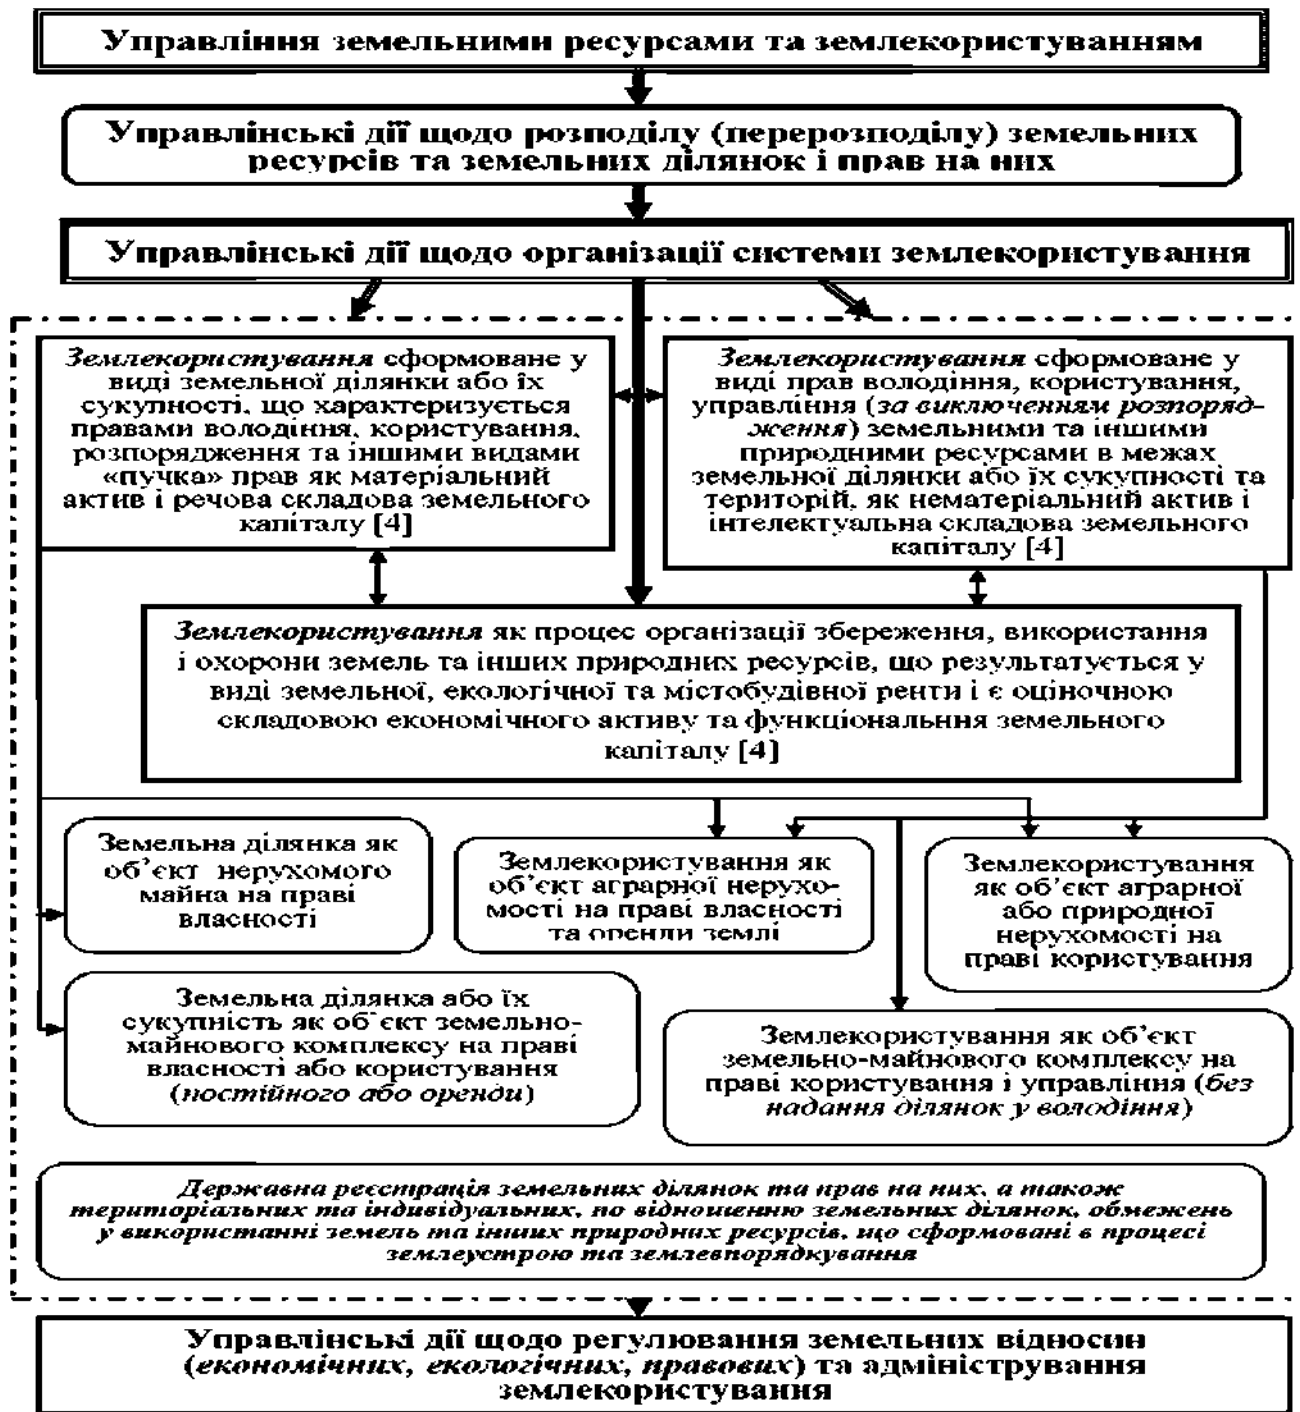 Управління земельними ресурсами та землекористуванням
Управлінські дії щодо розподілу (перерозподілу) земельних
ресурсів та земельних ділянок і прав на них
Управлінські дії щодо організації системи землекористування
Землекористування сформоване у
виді земельної ділянки або їх
сукупності, що характеризується
правами володіння, користування,
розпорядження та іншими видами
«пучка» прав як матеріальний
актив і речова складова земельного
капіталу [4]
Землекористування сформоване у
виді прав володіння, користування,
управління (за виключенням розпоряд-
ження) земельними та іншими
природними ресурсами в межах
земельної ділянки або їх сукупності та
територій, як нематеріальний актив і
інтелектуальна складова земельного
капіталу [4]
Землекористування як процес організації збереження, використання
і охорони земель та інших природних ресурсів, що результатується у
виді земельної, екологічної та містобудівної ренти і є оціночною
складовою економічного активу та функціональння земельного
капіталу [4]
Земельна ділянка як
об’єкт нерухомого
майна на праві
власності
Землекористування як
об’єкт аграрної нерухо-
мості на праві власності
та оренди землі
Землекористування
як об’єкт аграрної
або природної
нерухомості на
праві користування
Земельна ділянка або їх
сукупність як об’єкт земельно-
майнового комплексу на праві
власності або користування
(постійного або оренди)
Землекористування як об’єкт
земельно-майнового комплексу на
праві користування і управління (без
надання ділянок у володіння)
Державна реєстрація земельних ділянок та прав на них, а також
територіальних та індивідуальних, по відношенню земельних ділянок, обмежень
у використанні земель та інших природних ресурсів, що сформовані в процесі
землеустрою та землевпорядкування
Управлінські дії щодо регулювання земельних відносин
(економічних, екологічних, правових) та адміністрування
землекористування